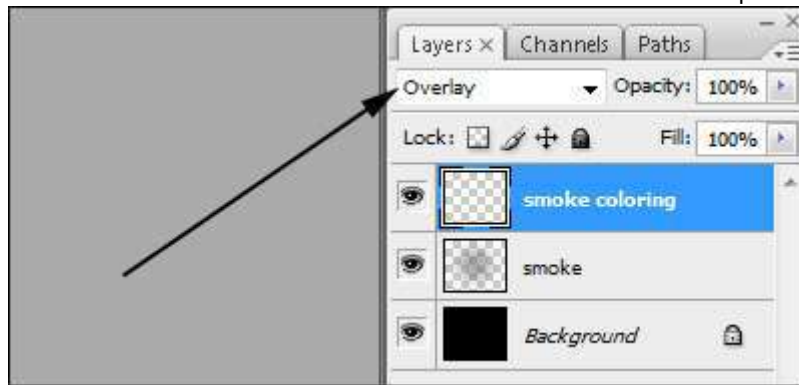 Layers × Channels Paths
Overlay Opacity: 100%
Lock: Fill: 100%
smoke coloring
smoke
Background